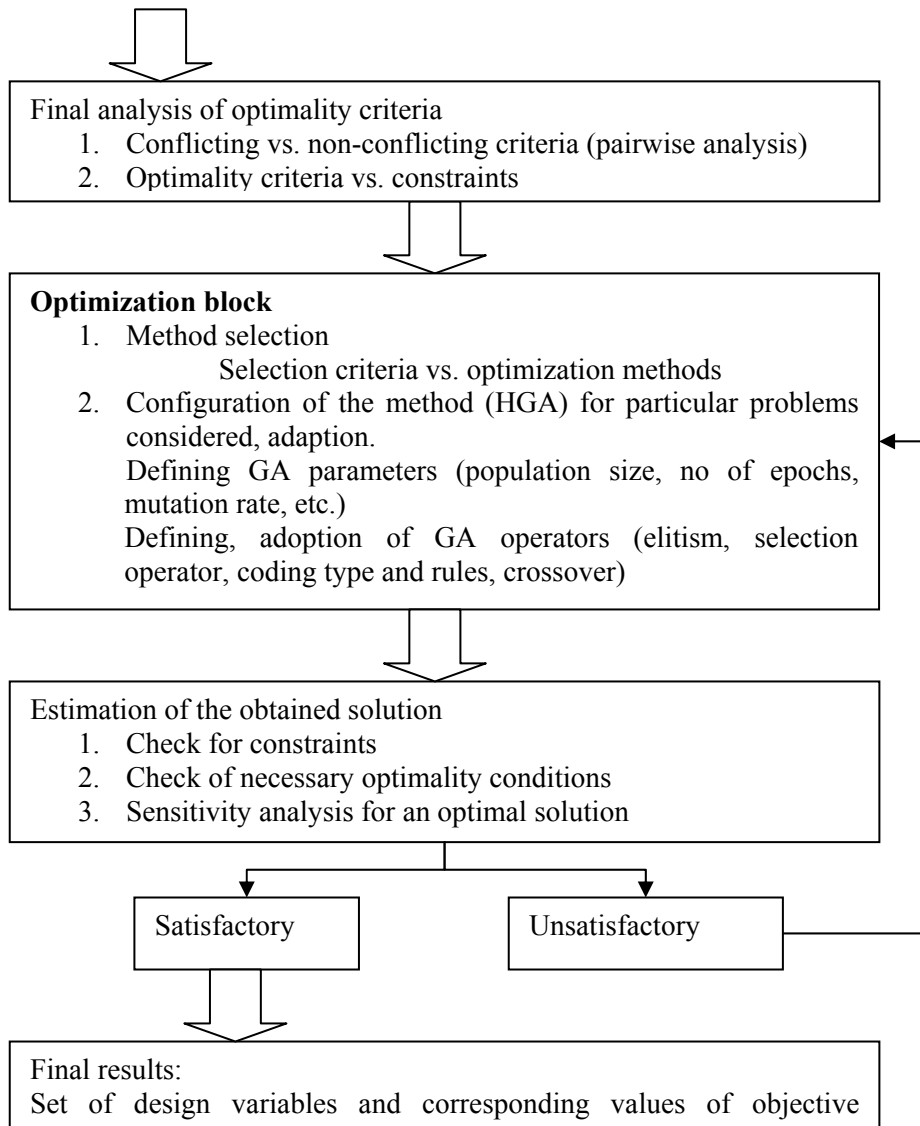 Final analysis of optimality criteria
1. Conflicting vs. non-conflicting criteria (pairwise analysis)
2. Optimality criteria vs. constraints
Optimization block
1. Method selection
Selection criteria vs. optimization methods
2. Configuration of the method (HGA) for particular problems
considered, adaption.
Defining GA parameters (population size, no of epochs,
mutation rate, etc.)
Defining, adoption of GA operators (elitism, selection
operator, coding type and rules, crossover)
Estimation of the obtained solution
1. Check for constraints
2. Check of necessary optimality conditions
3. Sensitivity analysis for an optimal solution
Satisfactory
Unsatisfactory
Final results:
Set of design variables and corresponding values of objective